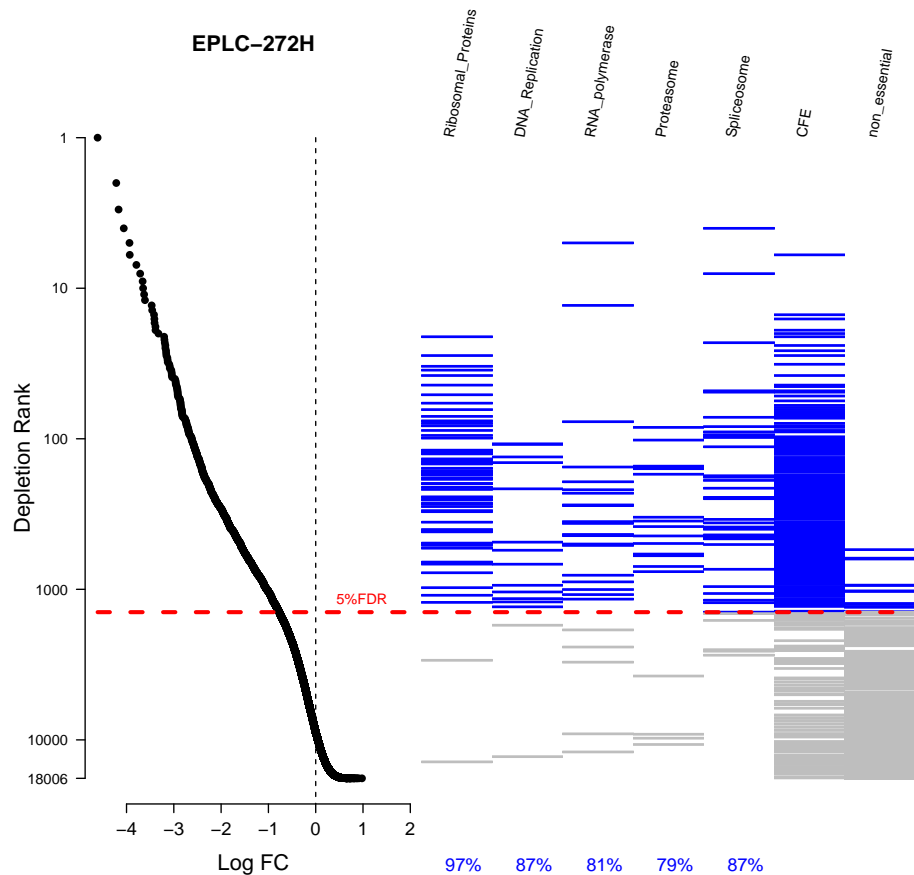 EPLC−272H
Ribosomal_Proteins
DNA_Replication
RNA_polymerase
Proteasome
Spliceosome
CFE
non_essential
Depletion Rank
1
10
100
1000
10000
18006
5%FDR
−4 −3 −2 −1 0 1 2
Log FC
97% 87% 81% 79% 87%